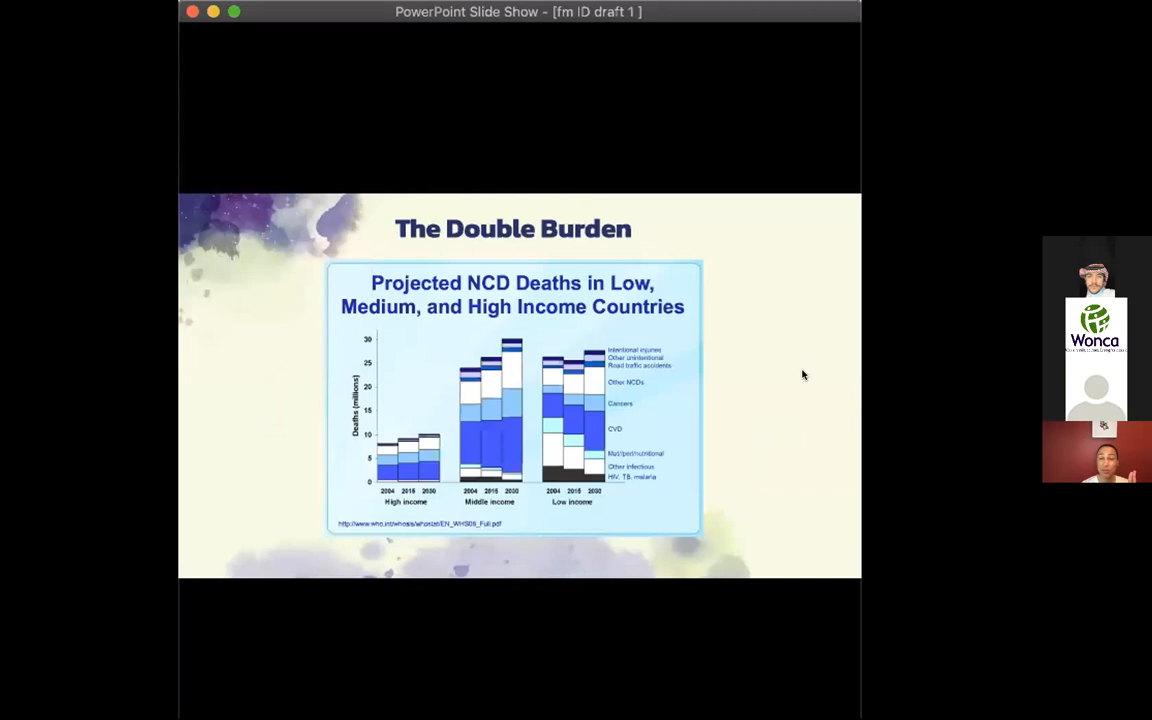 PowerPoint Slide Show - [fm ID draft 1 ]
The Double Burden
Projected NCD Deaths in Low,
Medium, and High Income Countries
30
25
20
15
10
5
0
Deaths (millions)
2004 2015 2030
High income
2004 2015 2030
Middle income
2004 2015 2030
Low income
Intentional injuries
Other unintentional
Road traffic accidents
Other NCDs
Cancers
CVD
Mat/peri/nutritional
Other infectious
HIV, TB, malaria
http://www.who.int/whosis/whostat/EN_WHS08_Full.pdf
Wonca